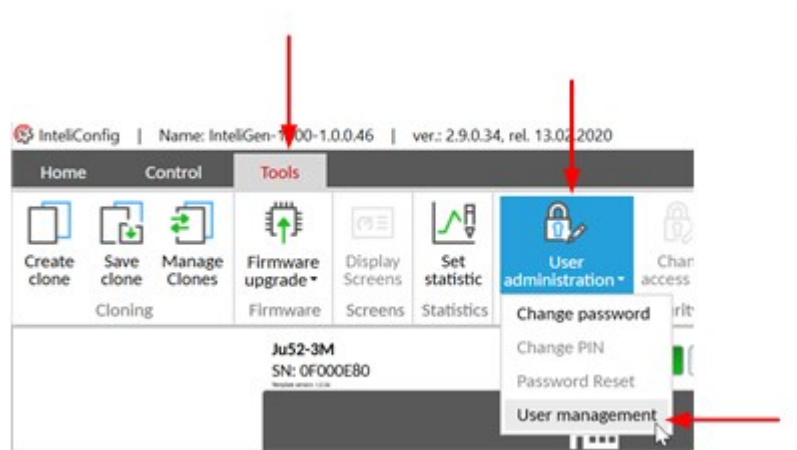 InteliConfig | Name: InteliGen-1000-1.0.0.46 | ver.: 2.9.0.34, rel. 13.02.2020
Home Control Tools
Create clone
Save clone
Manage Clones
Firmware upgrade
Display Screens
Set statistic
User administration
access
Cloning Firmware Screens Statistics
Change password
Change PIN
Password Reset
User management
Ju52-3M
SN: 0F000E80